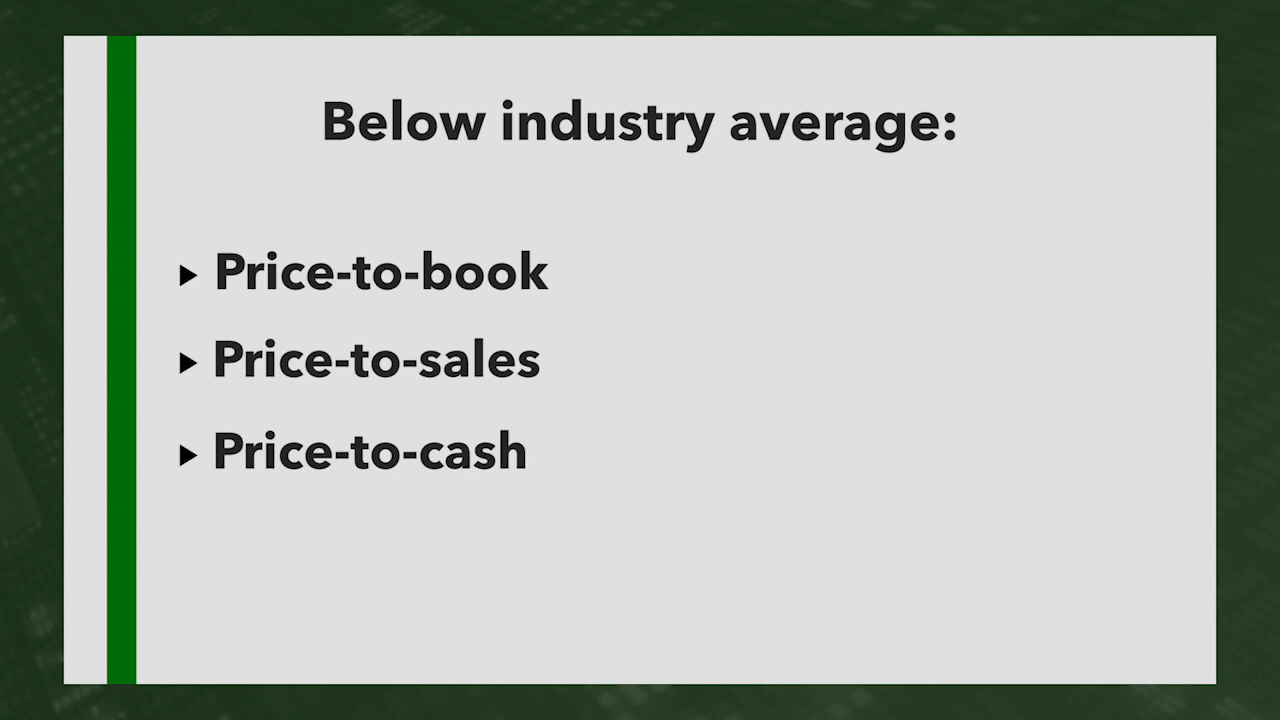 Below industry average:
▸ Price-to-book
▸ Price-to-sales
▸ Price-to-cash